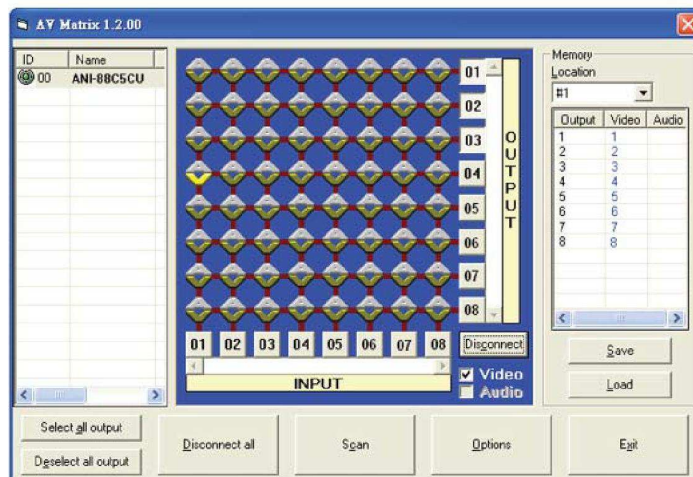 AV Matrix 1.2.00
ID Name
00 ANI-88C5CU
01
02
03
04
05
06
07
08
OUTPUT
01 02 03 04 05 06 07 08
INPUT
Disconnect
Video
Audio
Memory
Location
#1
Output Video Audio
1 1
2 2
3 3
4 4
5 5
6 6
7 7
8 8
Save
Load
Select all output
Deselect all output
Disconnect all
Scan
Options
Exit